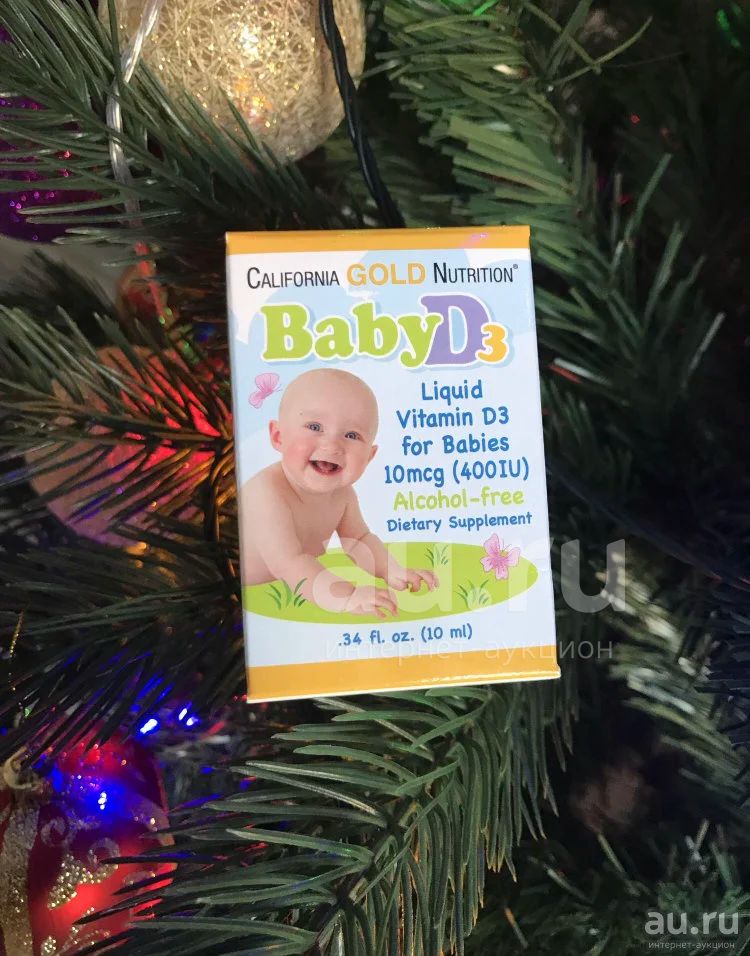 CALIFORNIA GOLD NUTRITION®
BabyD3
Liquid
Vitamin D3
for Babies
10mcg (400IU)
Alcohol-free
Dietary Supplement
.34 fl. oz. (10 ml)
au.ru
интернет-аукцион
au.ru
интернет-аукцион